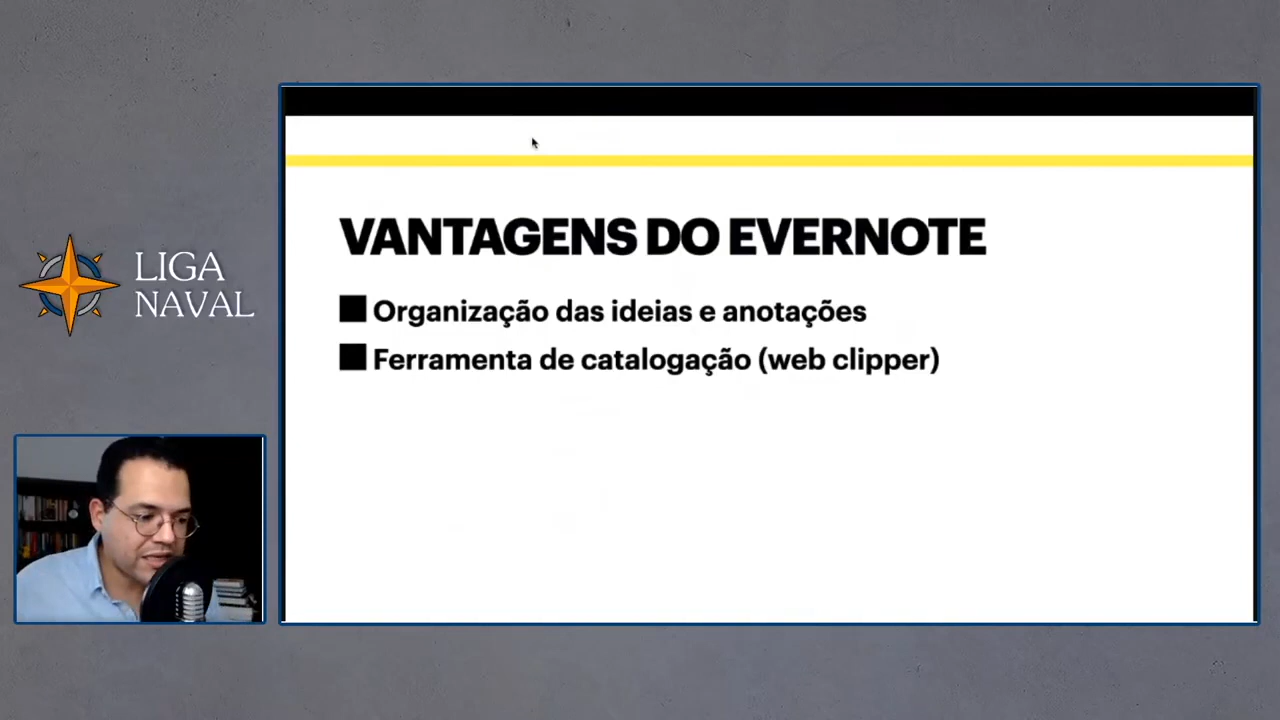 LIGA
NAVAL
VANTAGENS DO EVERNOTE
Organização das ideias e anotações
Ferramenta de catalogação (web clipper)